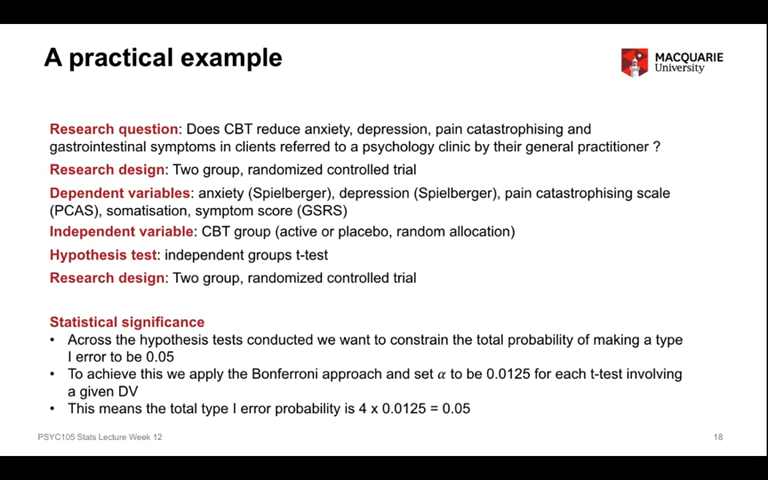 A practical example
MACQUARIE
University
Research question: Does CBT reduce anxiety, depression, pain catastrophising and
gastrointestinal symptoms in clients referred to a psychology clinic by their general practitioner ?
Research design: Two group, randomized controlled trial
Dependent variables: anxiety (Spielberger), depression (Spielberger), pain catastrophising scale
(PCAS), somatisation, symptom score (GSRS)
Independent variable: CBT group (active or placebo, random allocation)
Hypothesis test: independent groups t-test
Research design: Two group, randomized controlled trial
Statistical significance
• Across the hypothesis tests conducted we want to constrain the total probability of making a type
I error to be 0.05
• To achieve this we apply the Bonferroni approach and set α to be 0.0125 for each t-test involving
a given DV
• This means the total type I error probability is 4 x 0.0125 = 0.05
PSYC105 Stats Lecture Week 12
18